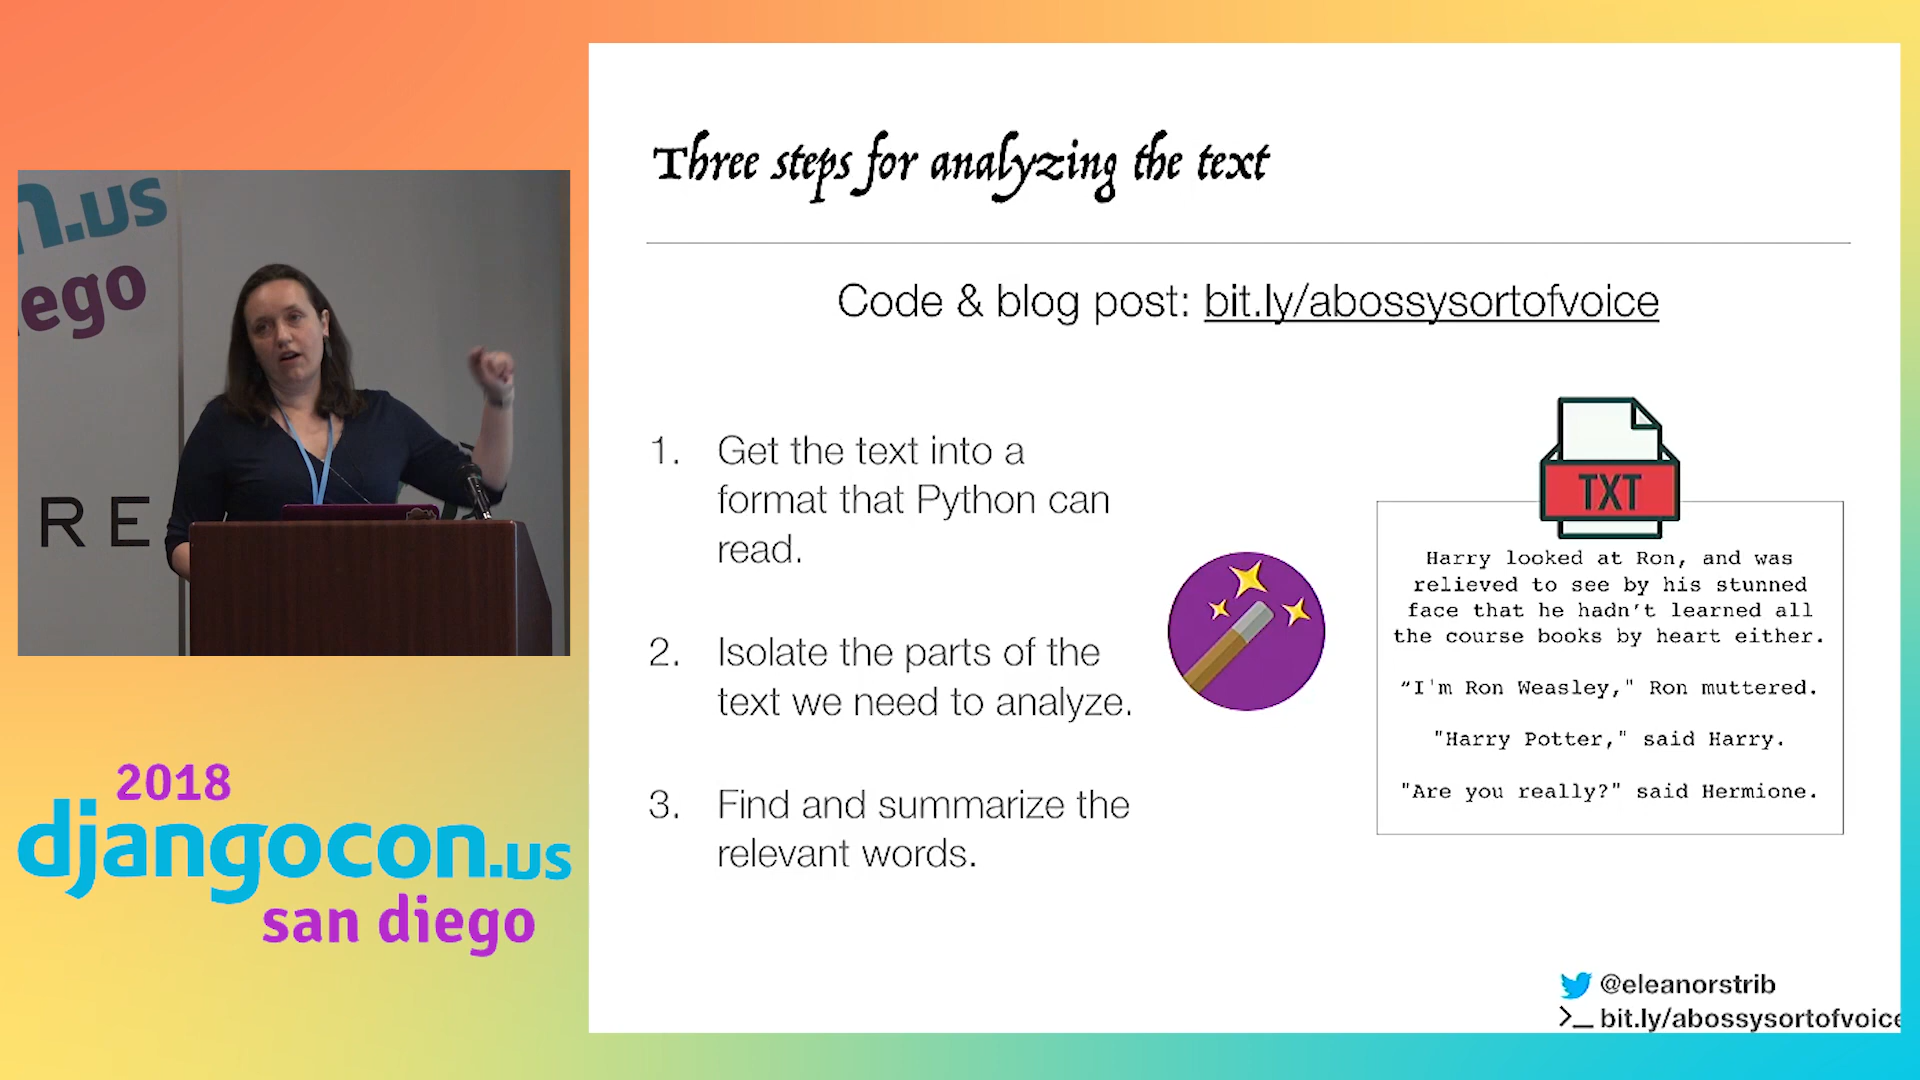 n.us
ego
RE
2018
djangocon.us
san diego
Three steps for analyzing the text
Code & blog post: bit.ly/abossysortofvoice
1. Get the text into a
format that Python can
read.
2. Isolate the parts of the
text we need to analyze.
3. Find and summarize the
relevant words.
TXT
Harry looked at Ron, and was
relieved to see by his stunned
face that he hadn't learned all
the course books by heart either.
“I'm Ron Weasley," Ron muttered.
"Harry Potter," said Harry.
"Are you really?" said Hermione.
@eleanorstrib
>_ bit.ly/abossysortofvoice